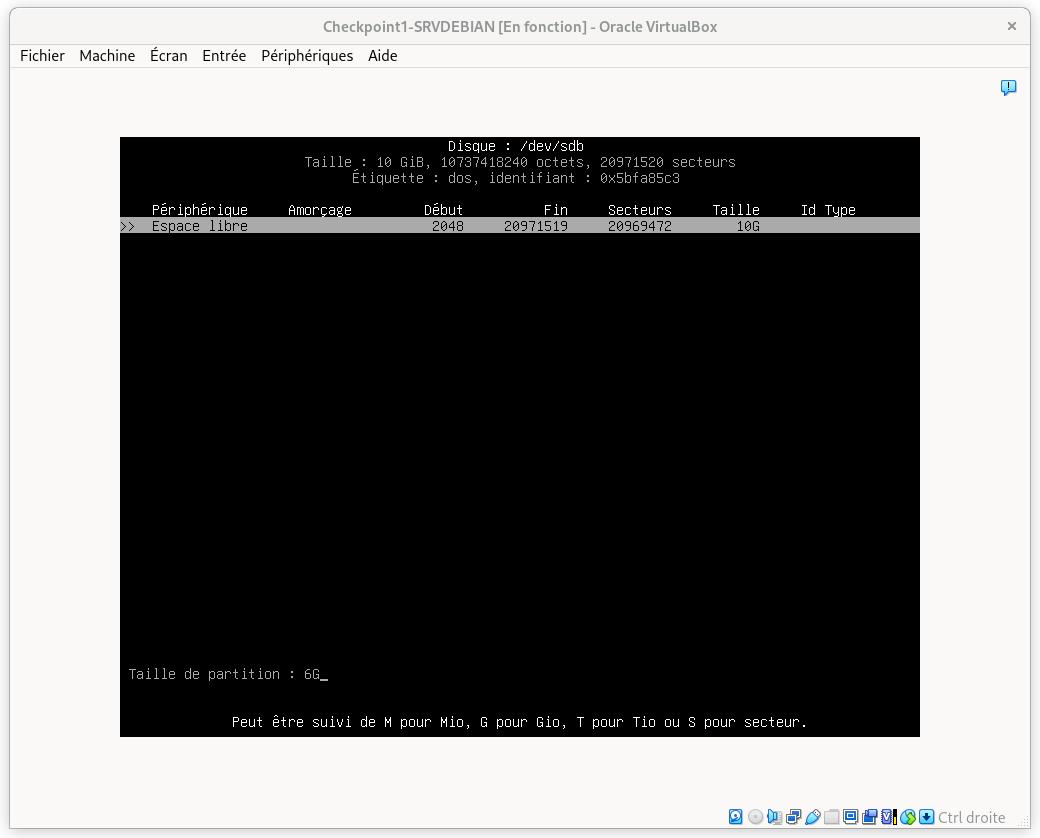 Checkpoint1-SRVDEBIAN [En fonction] - Oracle VirtualBox
Fichier Machine Écran Entrée Périphériques Aide
Disque : /dev/sdb
Taille : 10 GiB, 10737418240 octets, 20971520 secteurs
Étiquette : dos, identifiant : 0x5bfa85c3
Périphérique Amorçage Début Fin Secteurs Taille Id Type
>> Espace libre 2048 20971519 20969472 10G
Taille de partition : 6G_
Peut être suivi de M pour Mio, G pour Gio, T pour Tio ou S pour secteur.
Ctrl droite